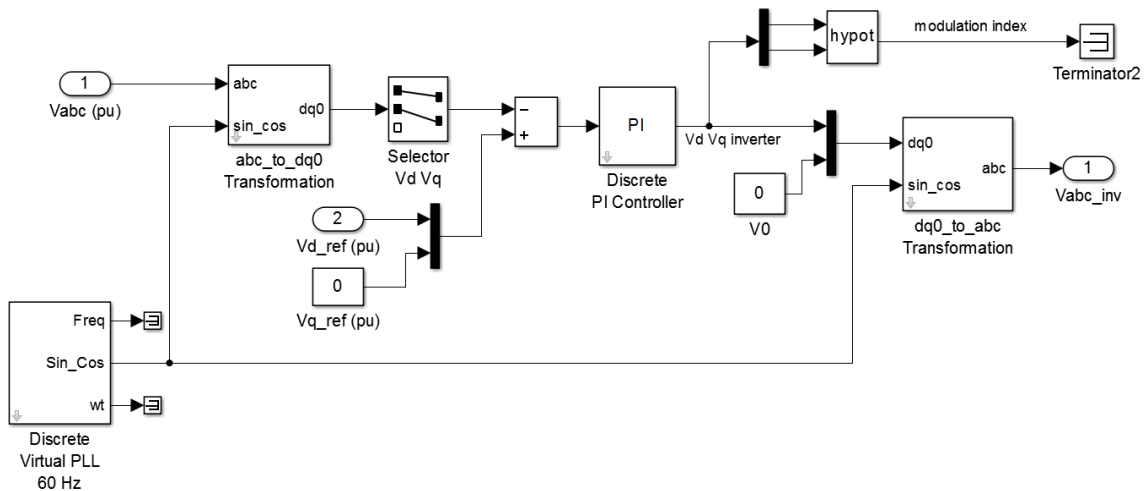 modulation index
hypot
Terminator2
1
Vabc (pu)
abc
sin_cos
dq0
abc_to_dq0
Transformation
Selector
Vd Vq
−
+
PI
Discrete
PI Controller
Vd Vq inverter
0
V0
dq0
sin_cos
abc
dq0_to_abc
Transformation
1
Vabc_inv
2
Vd_ref (pu)
0
Vq_ref (pu)
Freq
Sin_Cos
wt
Discrete
Virtual PLL
60 Hz